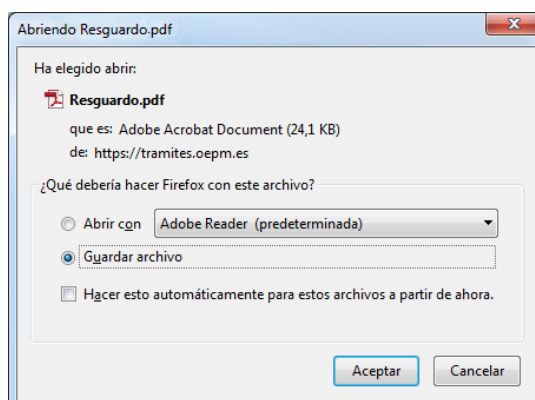 Abriendo Resguardo.pdf
Ha elegido abrir:
Resguardo.pdf
que es: Adobe Acrobat Document (24,1 KB)
de: https://tramites.oepm.es
¿Qué debería hacer Firefox con este archivo?
Abrir con Adobe Reader (predeterminada)
Guardar archivo
Hacer esto automáticamente para estos archivos a partir de ahora.
Aceptar Cancelar